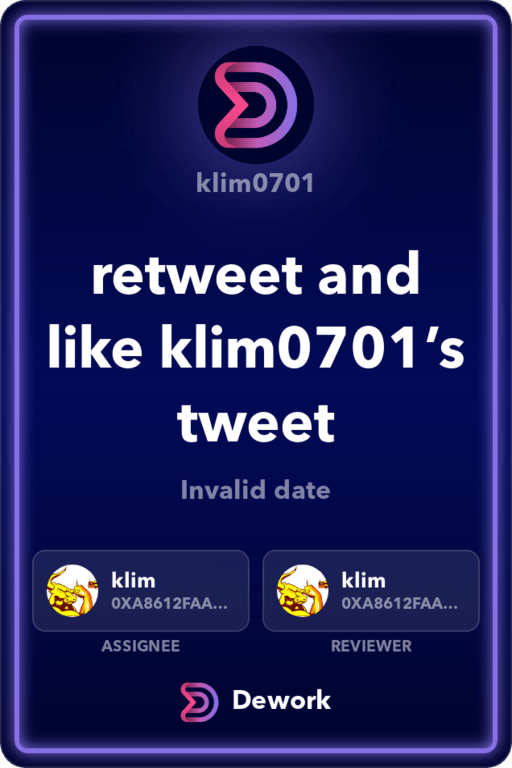 klim0701
retweet and
like klim0701’s
tweet
Invalid date
klim
0XA8612FAA...
ASSIGNEE
klim
0XA8612FAA...
REVIEWER
Dework